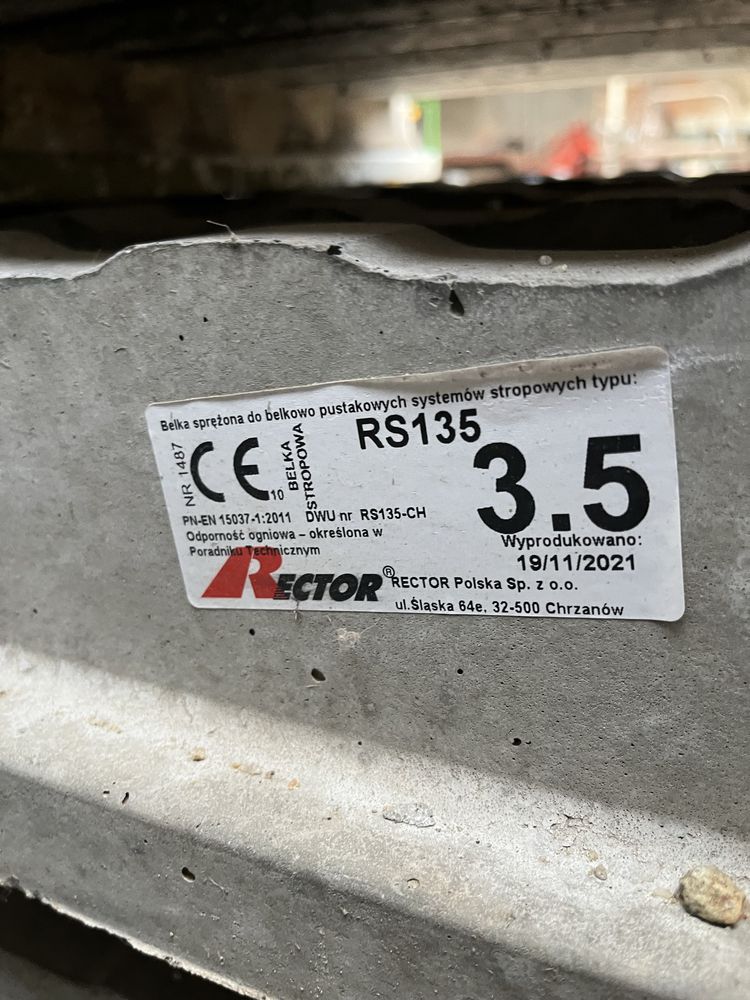 Belka sprężona do belkowo pustakowych systemów stropowych typu:
NR 1487
CE 10
BELKA STROPOWA
RS135
3.5
PN-EN 15037-1:2011 DWU nr RS135-CH
Odporność ogniowa – określona w
Poradniku Technicznym
Wyprodukowano:
19/11/2021
RECTOR®
RECTOR Polska Sp. z o.o.
ul.Śląska 64e, 32-500 Chrzanów